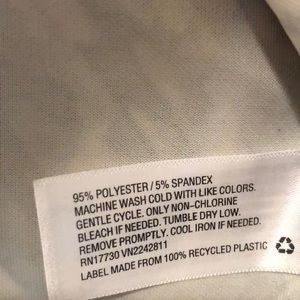 95% POLYESTER / 5% SPANDEX
MACHINE WASH COLD WITH LIKE COLORS.
GENTLE CYCLE. ONLY NON-CHLORINE
BLEACH IF NEEDED. TUMBLE DRY LOW.
REMOVE PROMPTLY. COOL IRON IF NEEDED.
RN17730 VN2242811
LABEL MADE FROM 100% RECYCLED PLASTIC